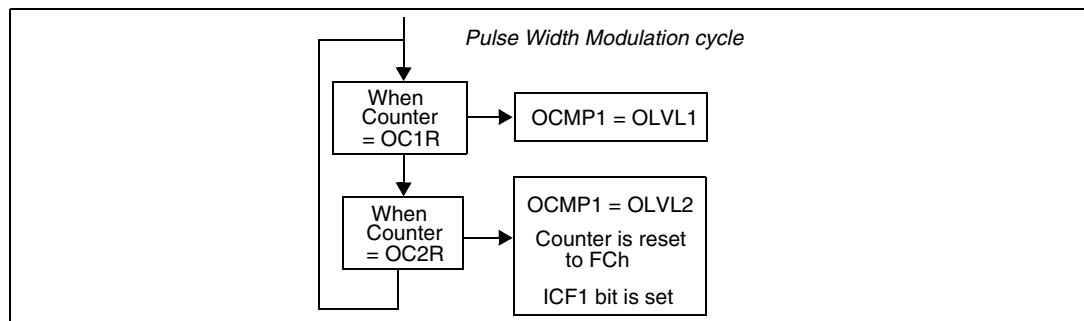 Pulse Width Modulation cycle
When
Counter
= OC1R
OCMP1 = OLVL1
When
Counter
= OC2R
OCMP1 = OLVL2
Counter is reset
to FCh
ICF1 bit is set